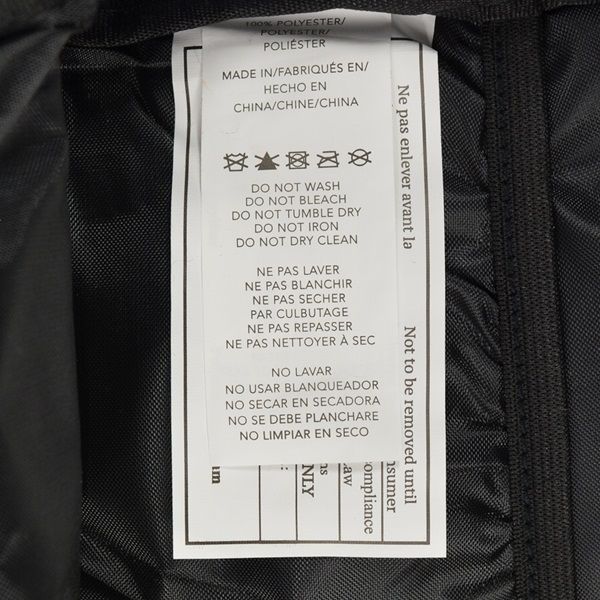 100% POLYESTER/
POLYESTER/
POLIÉSTER
MADE IN/FABRIQUÉS EN/
HECHO EN
CHINA/CHINE/CHINA
DO NOT WASH
DO NOT BLEACH
DO NOT TUMBLE DRY
DO NOT IRON
DO NOT DRY CLEAN
NE PAS LAVER
NE PAS BLANCHIR
NE PAS SECHER
PAR CULBUTAGE
NE PAS REPASSER
NE PAS NETTOYER À SEC
NO LAVAR
NO USAR BLANQUEADOR
NO SECAR EN SECADORA
NO SE DEBE PLANCHARE
NO LIMPIAR EN SECO
Ne pas enlever avant la
Not to be removed until
nsumer
compliance
aw
ns
NLY